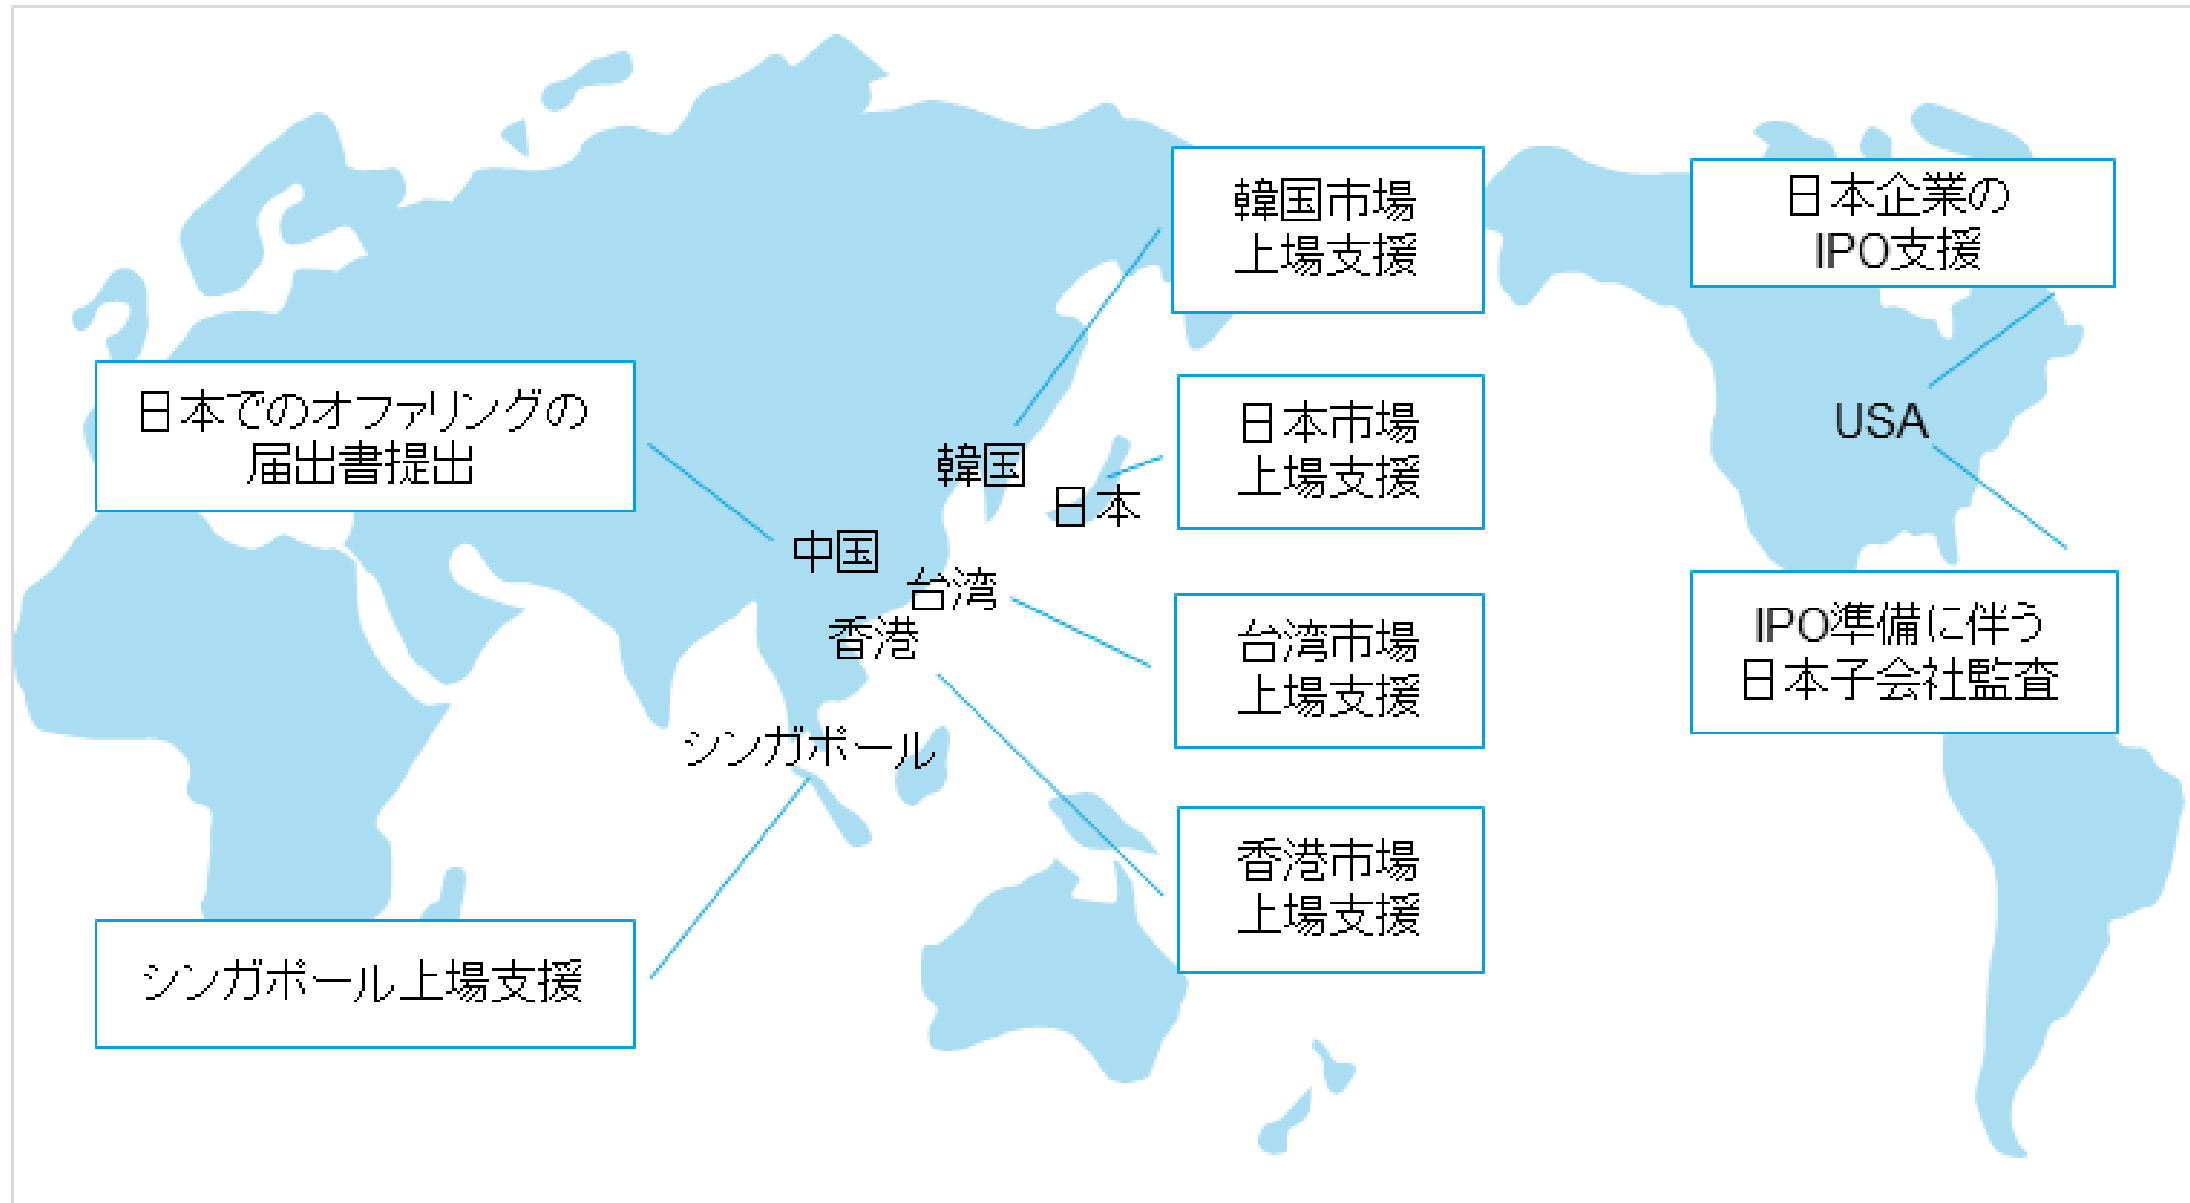 韓国市場
上場支援
日本企業の
IPO支援
日本でのオファリングの
届出書提出
日本市場
上場支援
USA
韓国
日本
中国
台湾
香港
台湾市場
上場支援
IPO準備に伴う
日本子会社監査
シンガポール
香港市場
上場支援
シンガポール上場支援